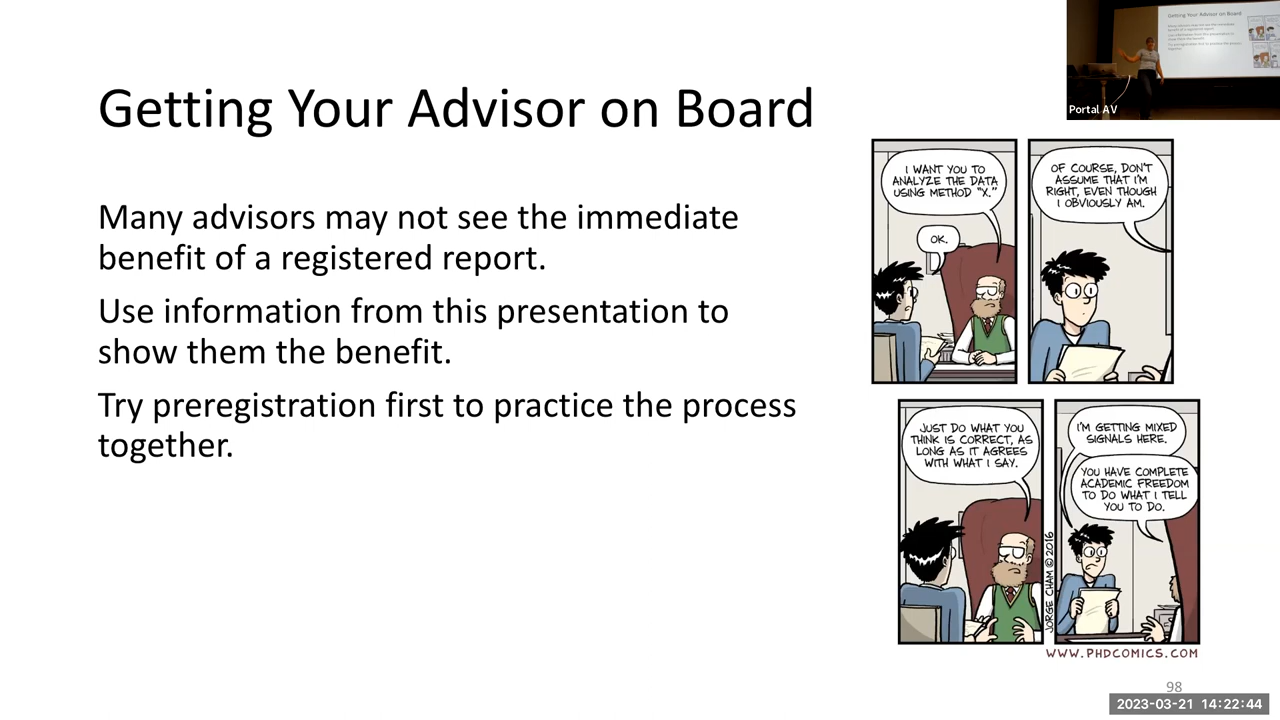 Getting Your Advisor on Board
Many advisors may not see the immediate
benefit of a registered report.
Use information from this presentation to
show them the benefit.
Try preregistration first to practice the process
together.
Getting Your Advisor on Board
Portal AV
I WANT YOU TO
ANALYZE THE DATA
USING METHOD "X."
OK.
OF COURSE, DON'T
ASSUME THAT I'M
RIGHT, EVEN THOUGH
I OBVIOUSLY AM.
JUST DO WHAT YOU
THINK IS CORRECT, AS
LONG AS IT AGREES
WITH WHAT I SAY.
I'M GETTING MIXED
SIGNALS HERE.
YOU HAVE COMPLETE
ACADEMIC FREEDOM
TO DO WHAT I TELL
YOU TO DO.
JORGE CHAM © 2016
WWW.PHDCOMICS.COM
98
2023-03-21 14:22:44